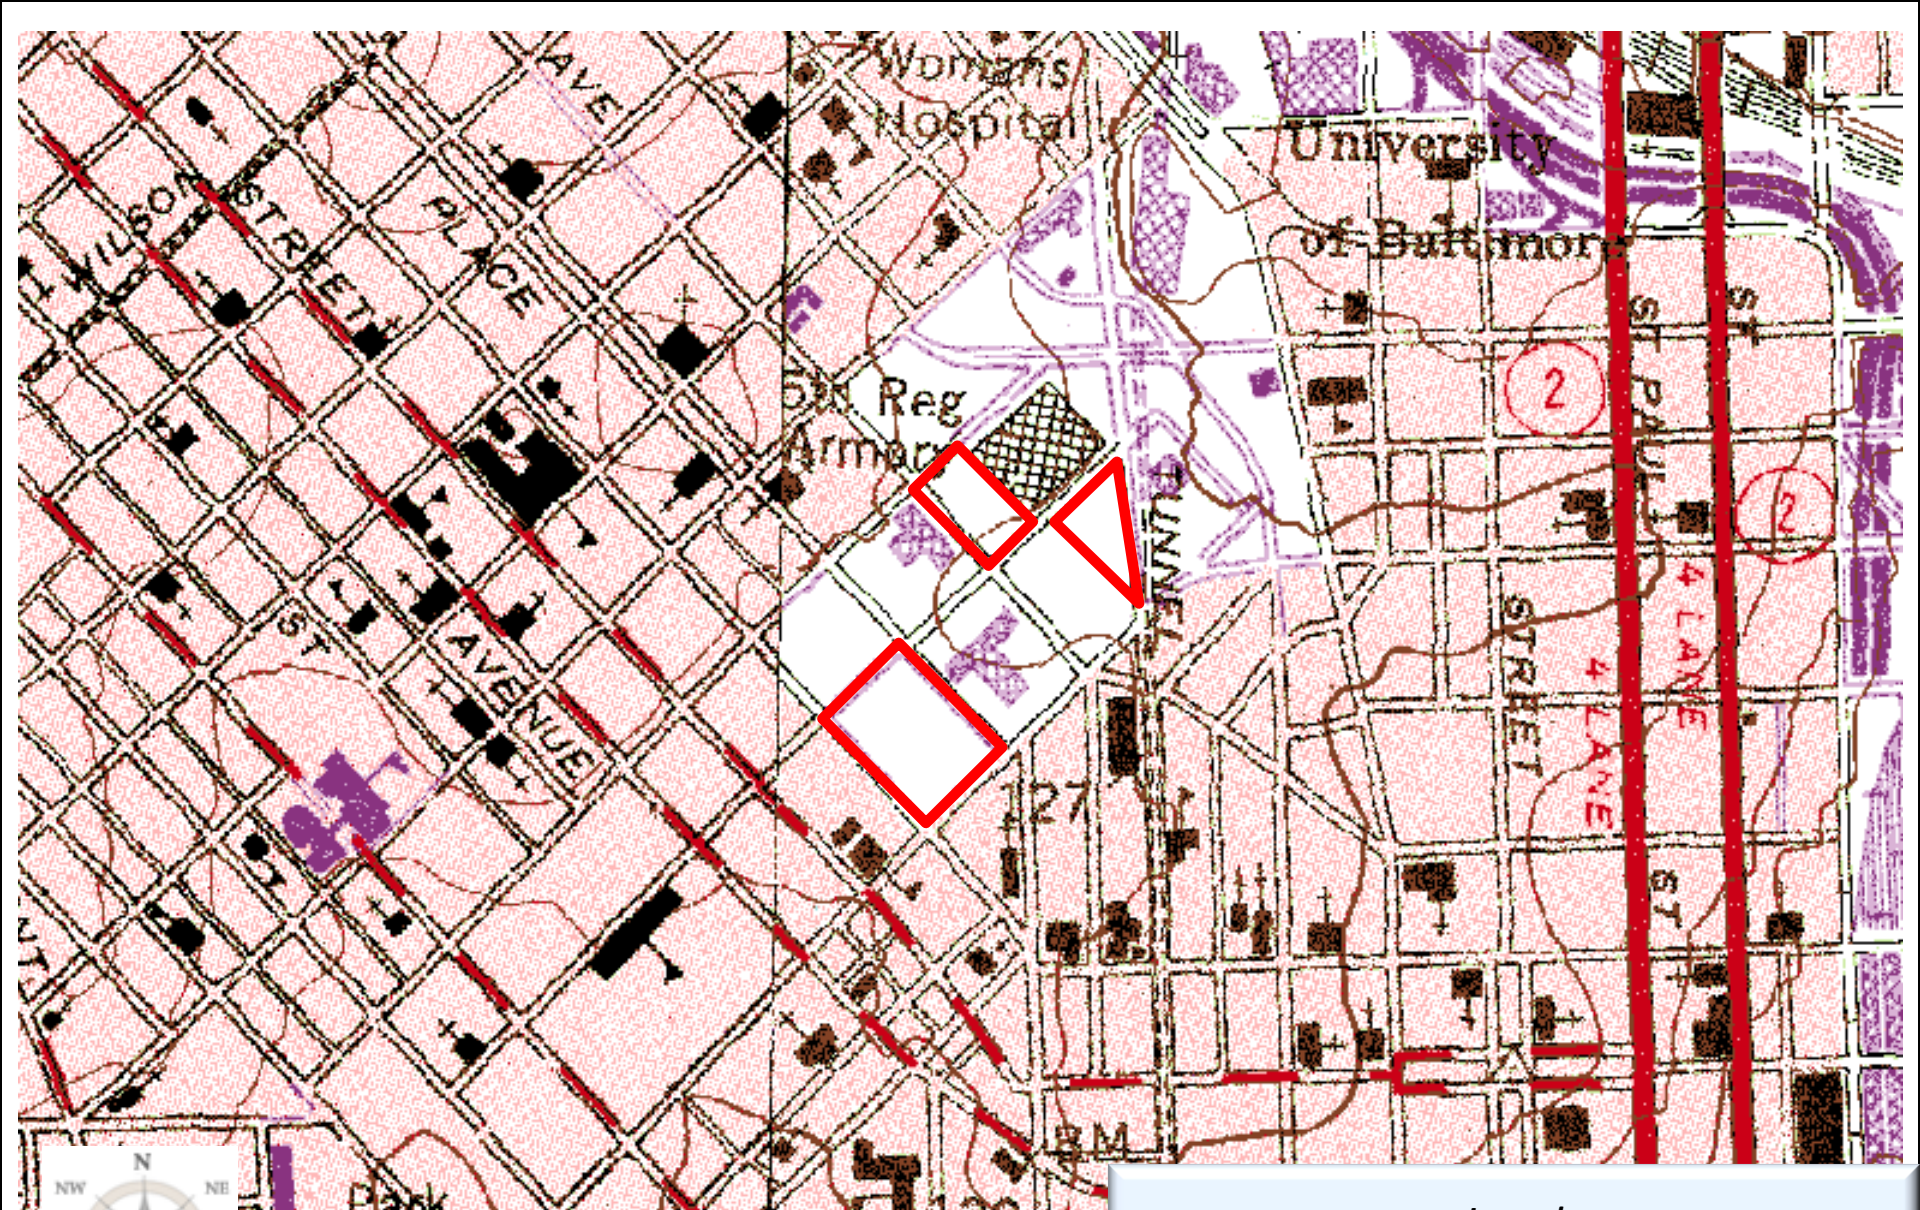 AVE
Womans
Hospital
University
of Baltimore
WILSON STREET
PLACE
5th Reg
Armory
ST PAUL
ST
2
2
TUNNEL
4 LANE
4 LANE
STREET
ST
AVENUE
127
ST
BM
N
NW
NE
Park